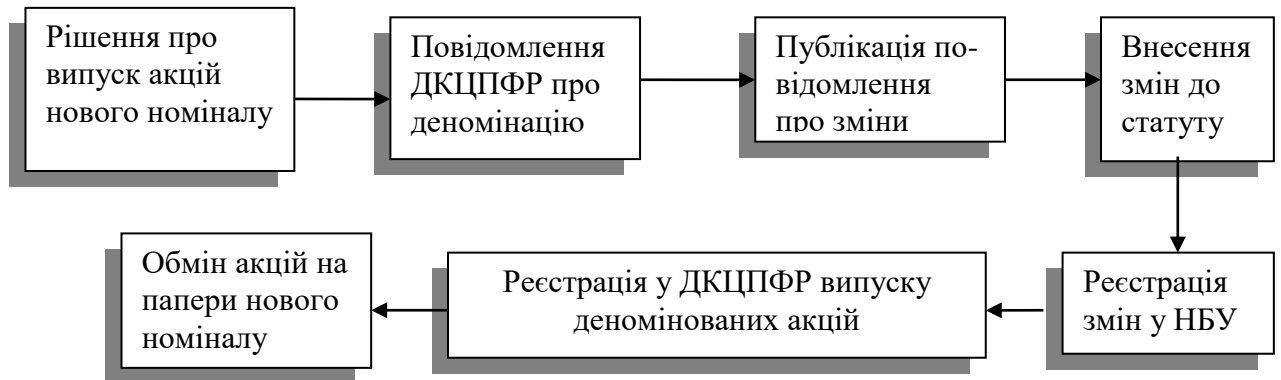 Рішення про
випуск акцій
нового номіналу
Повідомлення
ДКЦПФР про
деномінацію
Публікація по-
відомлення
про зміни
Внесення
змін до
статуту
Реєстрація
змін у НБУ
Реєстрація у ДКЦПФР випуску
деномінованих акцій
Обмін акцій на
папери нового
номіналу